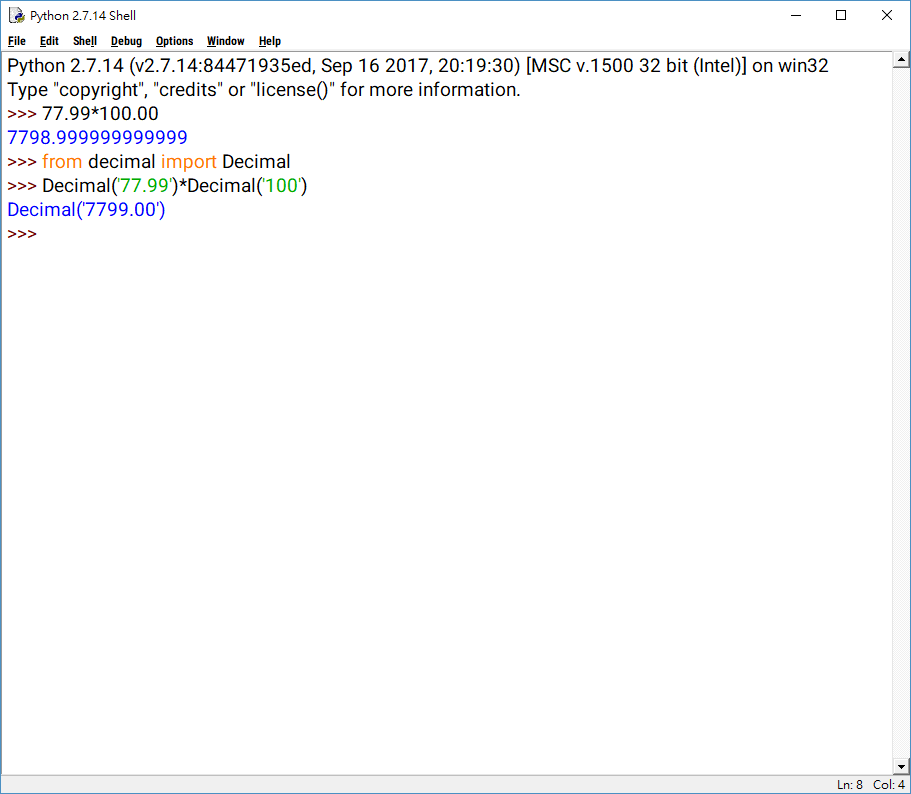 Python 2.7.14 Shell
File Edit Shell Debug Options Window Help
Python 2.7.14 (v2.7.14:84471935ed, Sep 16 2017, 20:19:30) [MSC v.1500 32 bit (Intel)] on win32
Type "copyright", "credits" or "license()" for more information.
>>> 77.99*100.00
7798.999999999999
>>> from decimal import Decimal
>>> Decimal('77.99')*Decimal('100')
Decimal('7799.00')
>>>
Ln: 8 Col: 4